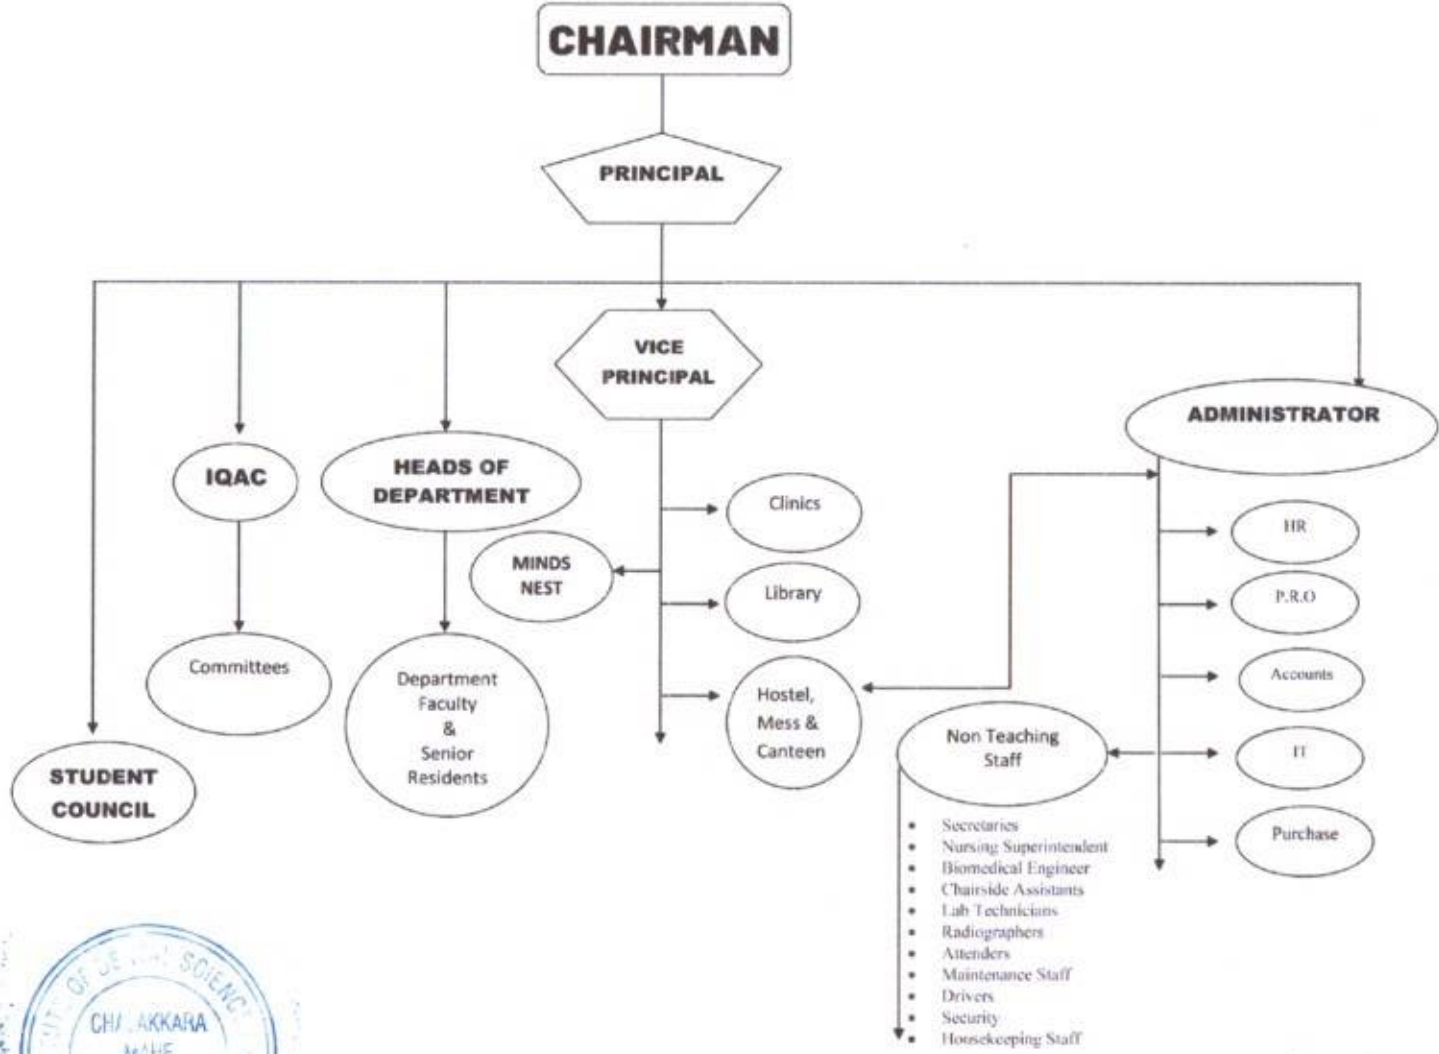 CHAIRMAN
PRINCIPAL
VICE
PRINCIPAL
ADMINISTRATOR
IQAC
HEADS OF
DEPARTMENT
MINDS
NEST
Clinics
Library
Hostel,
Mess &
Canteen
HR
P.R.O
Accounts
IT
Purchase
Committees
Department
Faculty
&
Senior
Residents
STUDENT
COUNCIL
Non Teaching
Staff
• Secretaries
• Nursing Superintendent
• Biomedical Engineer
• Chairside Assistants
• Lab Technicians
• Radiographers
• Attenders
• Maintenance Staff
• Drivers
• Security
• Housekeeping Staff
OF
MAHE